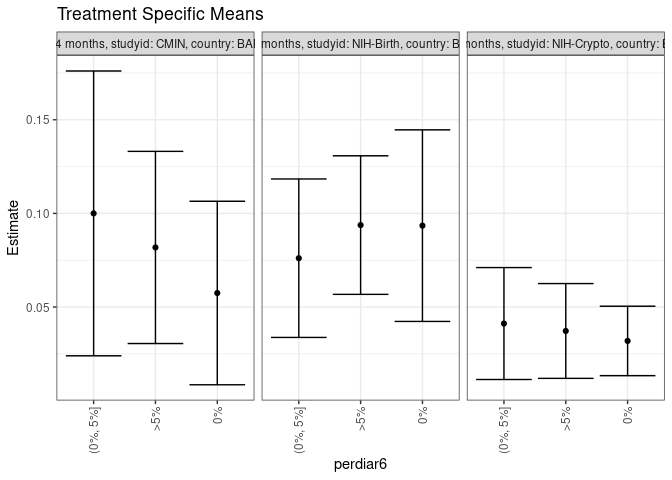 Treatment Specific Means
4 months, studyid: CMIN, country: BAI
months, studyid: NIH-Birth, country: B
months, studyid: NIH-Crypto, country:
Estimate
0.15
0.10
0.05
(0%, 5%]
>5%
0%
(0%, 5%]
>5%
0%
(0%, 5%]
>5%
0%
perdiar6